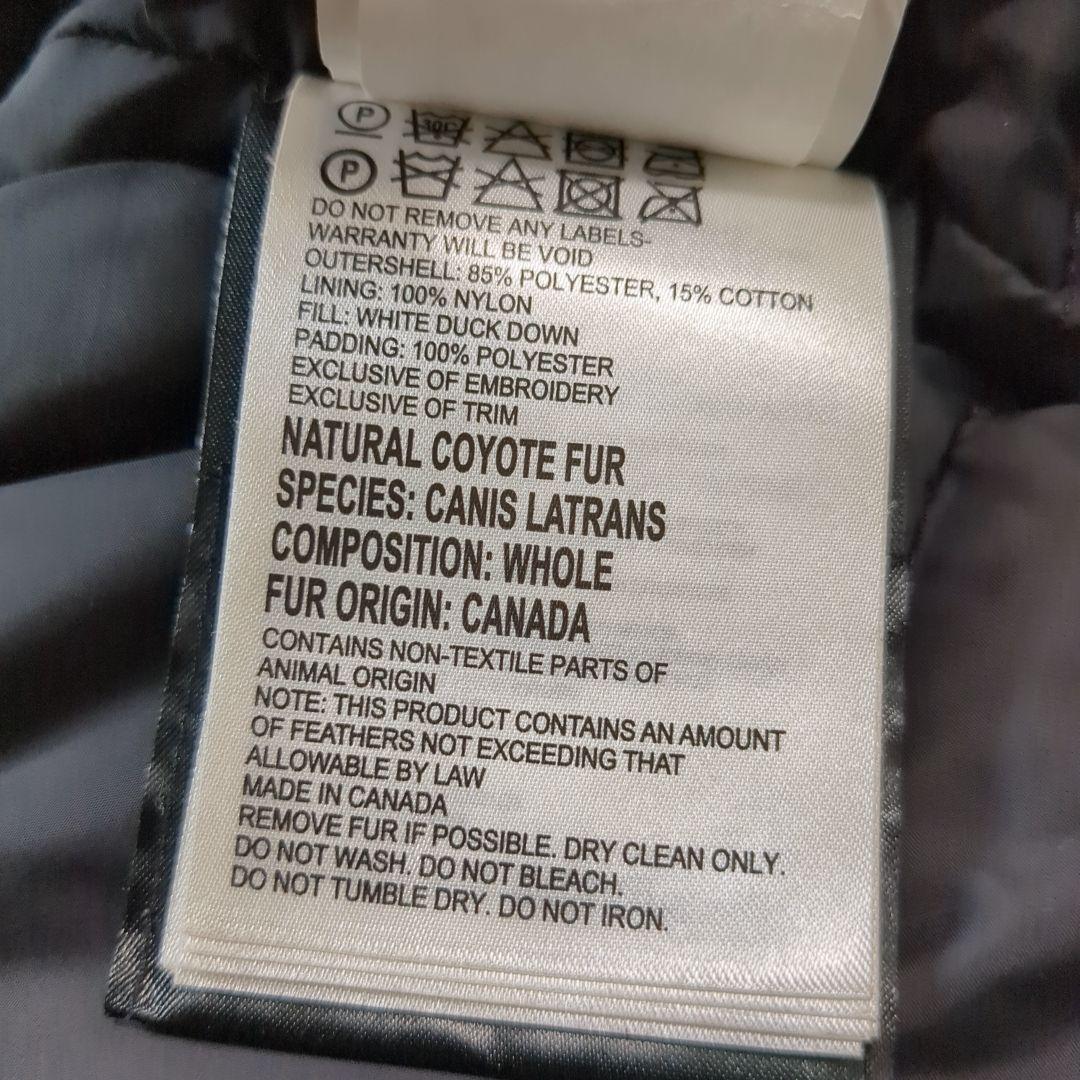 P 30C
P
DO NOT REMOVE ANY LABELS-
WARRANTY WILL BE VOID
OUTERSHELL: 85% POLYESTER, 15% COTTON
LINING: 100% NYLON
FILL: WHITE DUCK DOWN
PADDING: 100% POLYESTER
EXCLUSIVE OF EMBROIDERY
EXCLUSIVE OF TRIM
NATURAL COYOTE FUR
SPECIES: CANIS LATRANS
COMPOSITION: WHOLE
FUR ORIGIN: CANADA
CONTAINS NON-TEXTILE PARTS OF
ANIMAL ORIGIN
NOTE: THIS PRODUCT CONTAINS AN AMOUNT
OF FEATHERS NOT EXCEEDING THAT
ALLOWABLE BY LAW
MADE IN CANADA
REMOVE FUR IF POSSIBLE. DRY CLEAN ONLY.
DO NOT WASH. DO NOT BLEACH.
DO NOT TUMBLE DRY. DO NOT IRON.